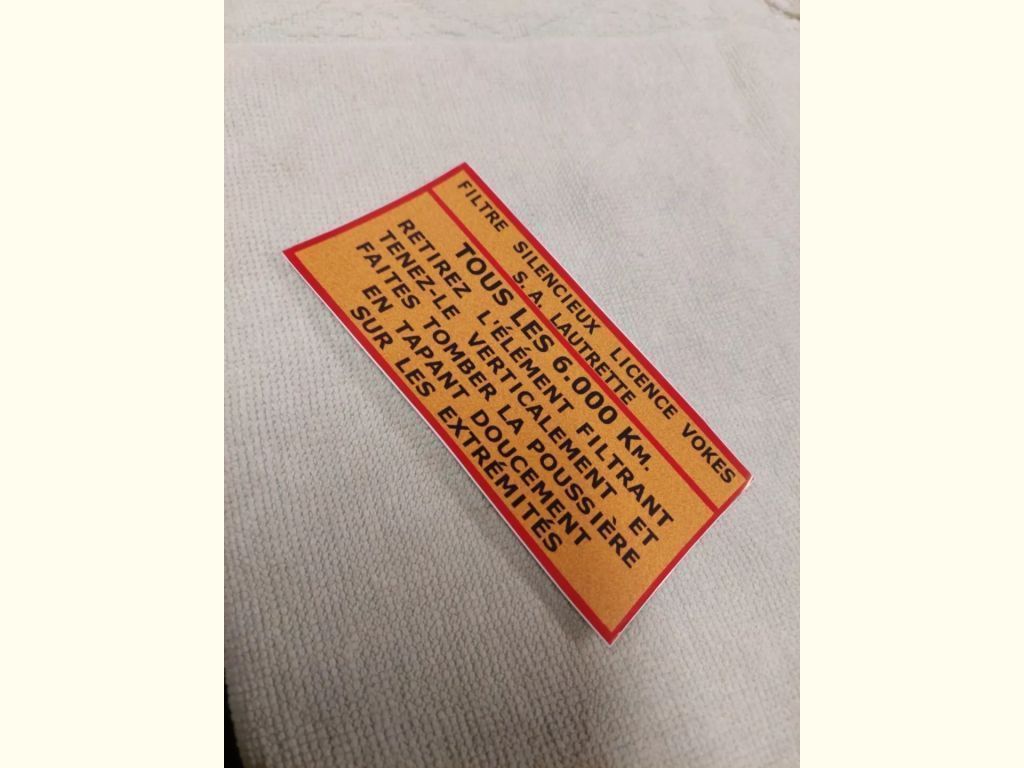 FILTRE SILENCIEUX LICENCE VOKES
S. A. LAUTRETTE
TOUS LES 6.000 KM.
RETIREZ L'ÉLÉMENT FILTRANT
TENEZ-LE VERTICALEMENT ET
FAITES TOMBER LA POUSSIÈRE
EN TAPANT DOUCEMENT
SUR LES EXTRÉMITÉS